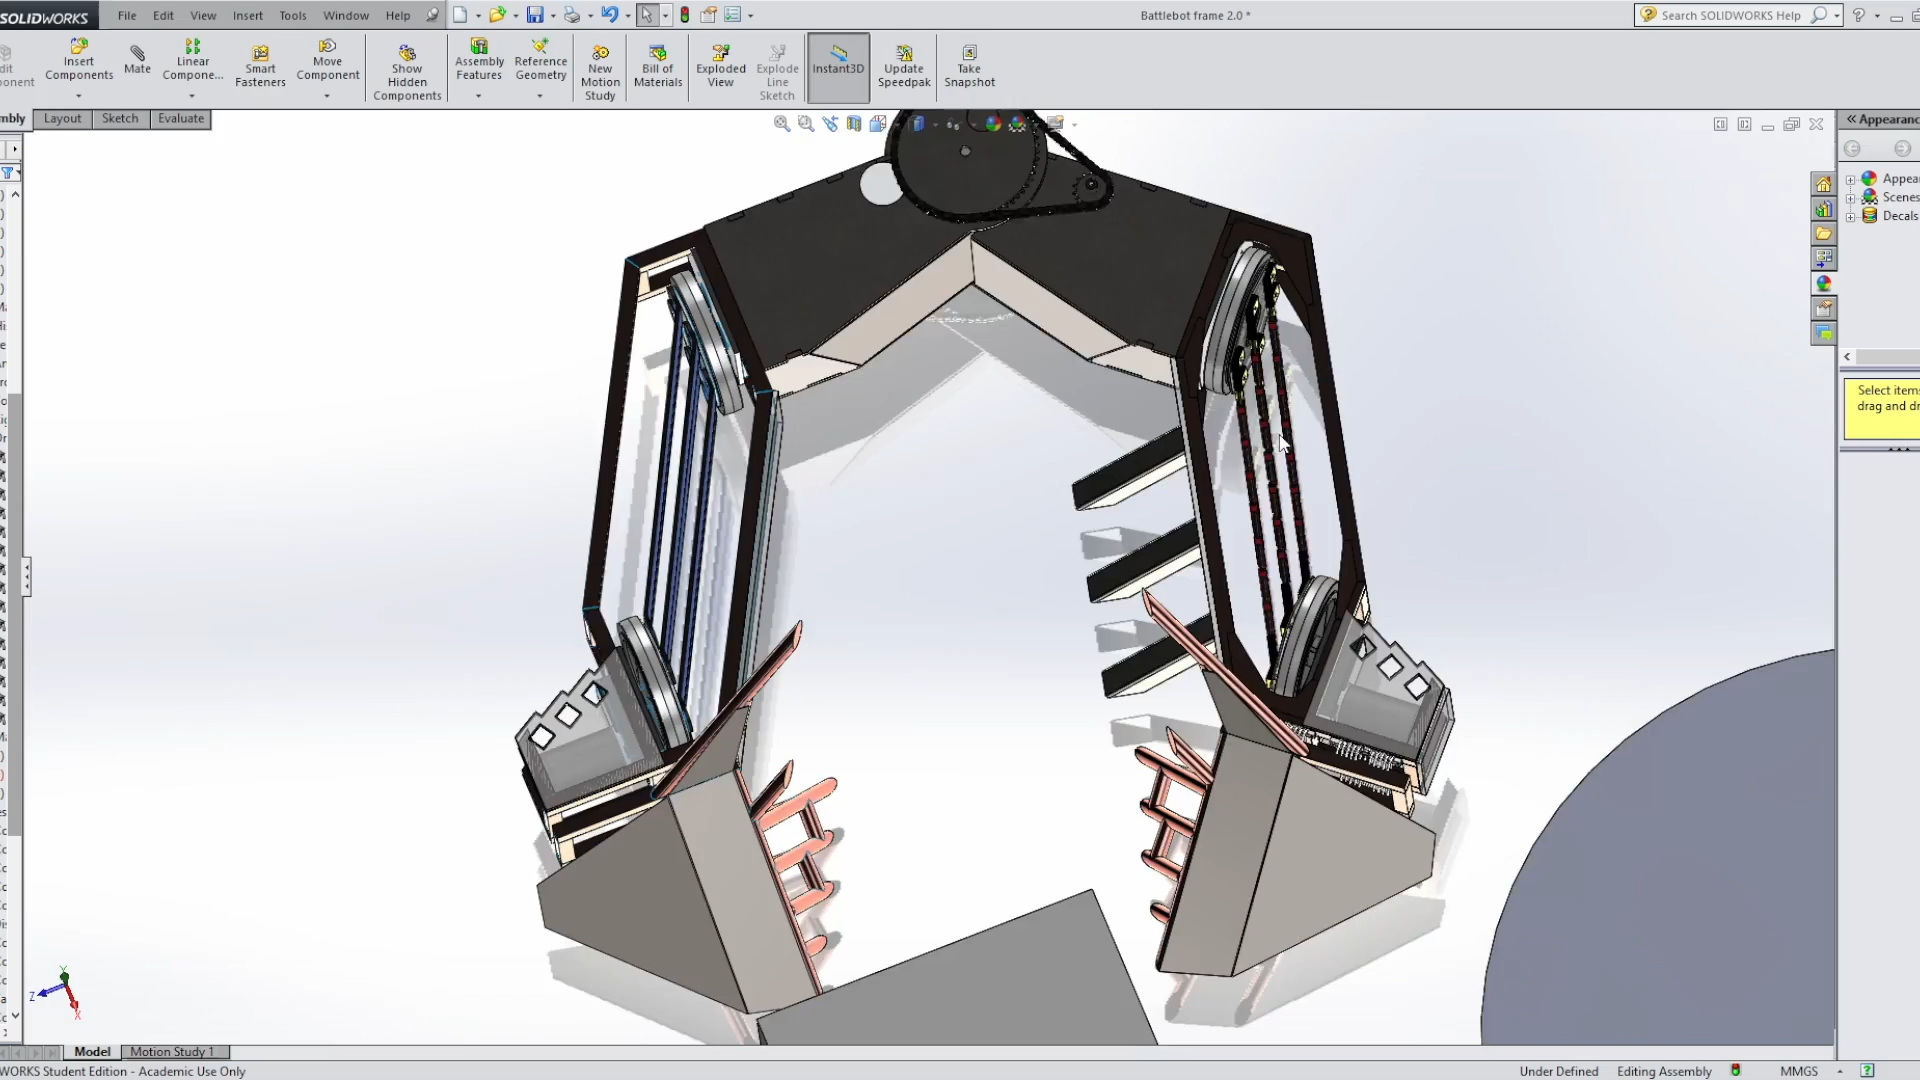 SOLIDWORKS File Edit View Insert Tools Window Help Battlebot frame 2.0 * Search SOLIDWORKS Help
Insert Components
Mate
Linear Compone...
Smart Fasteners
Move Component
Show Hidden Components
Assembly Features
Reference Geometry
New Motion Study
Bill of Materials
Exploded View
Explode Line Sketch
Instant3D
Update Speedpak
Take Snapshot
mbly Layout Sketch Evaluate
Appearanc
Appea
Scenes
Decals
Select items
drag and dr
Y
Z
X
Model Motion Study 1
WORKS Student Edition - Academic Use Only Under Defined Editing Assembly MMGS